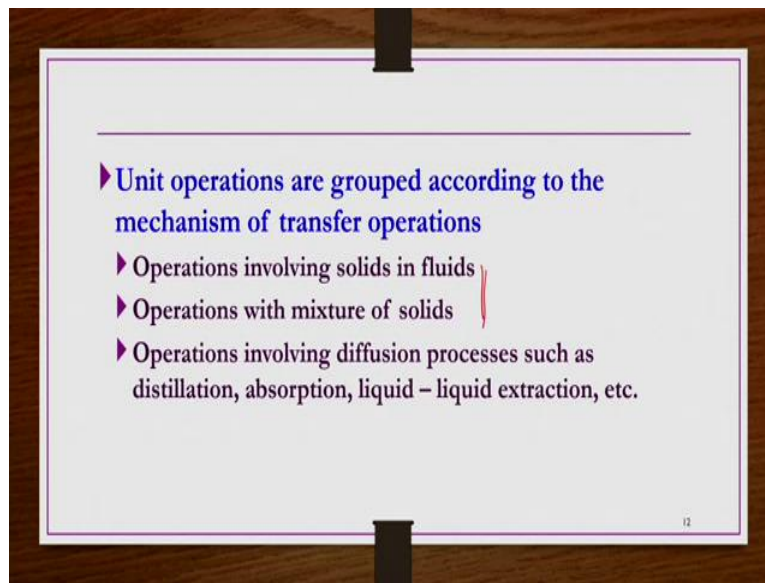 Unit operations are grouped according to the
mechanism of transfer operations
Operations involving solids in fluids
Operations with mixture of solids
Operations involving diffusion processes such as
distillation, absorption, liquid – liquid extraction, etc.
12